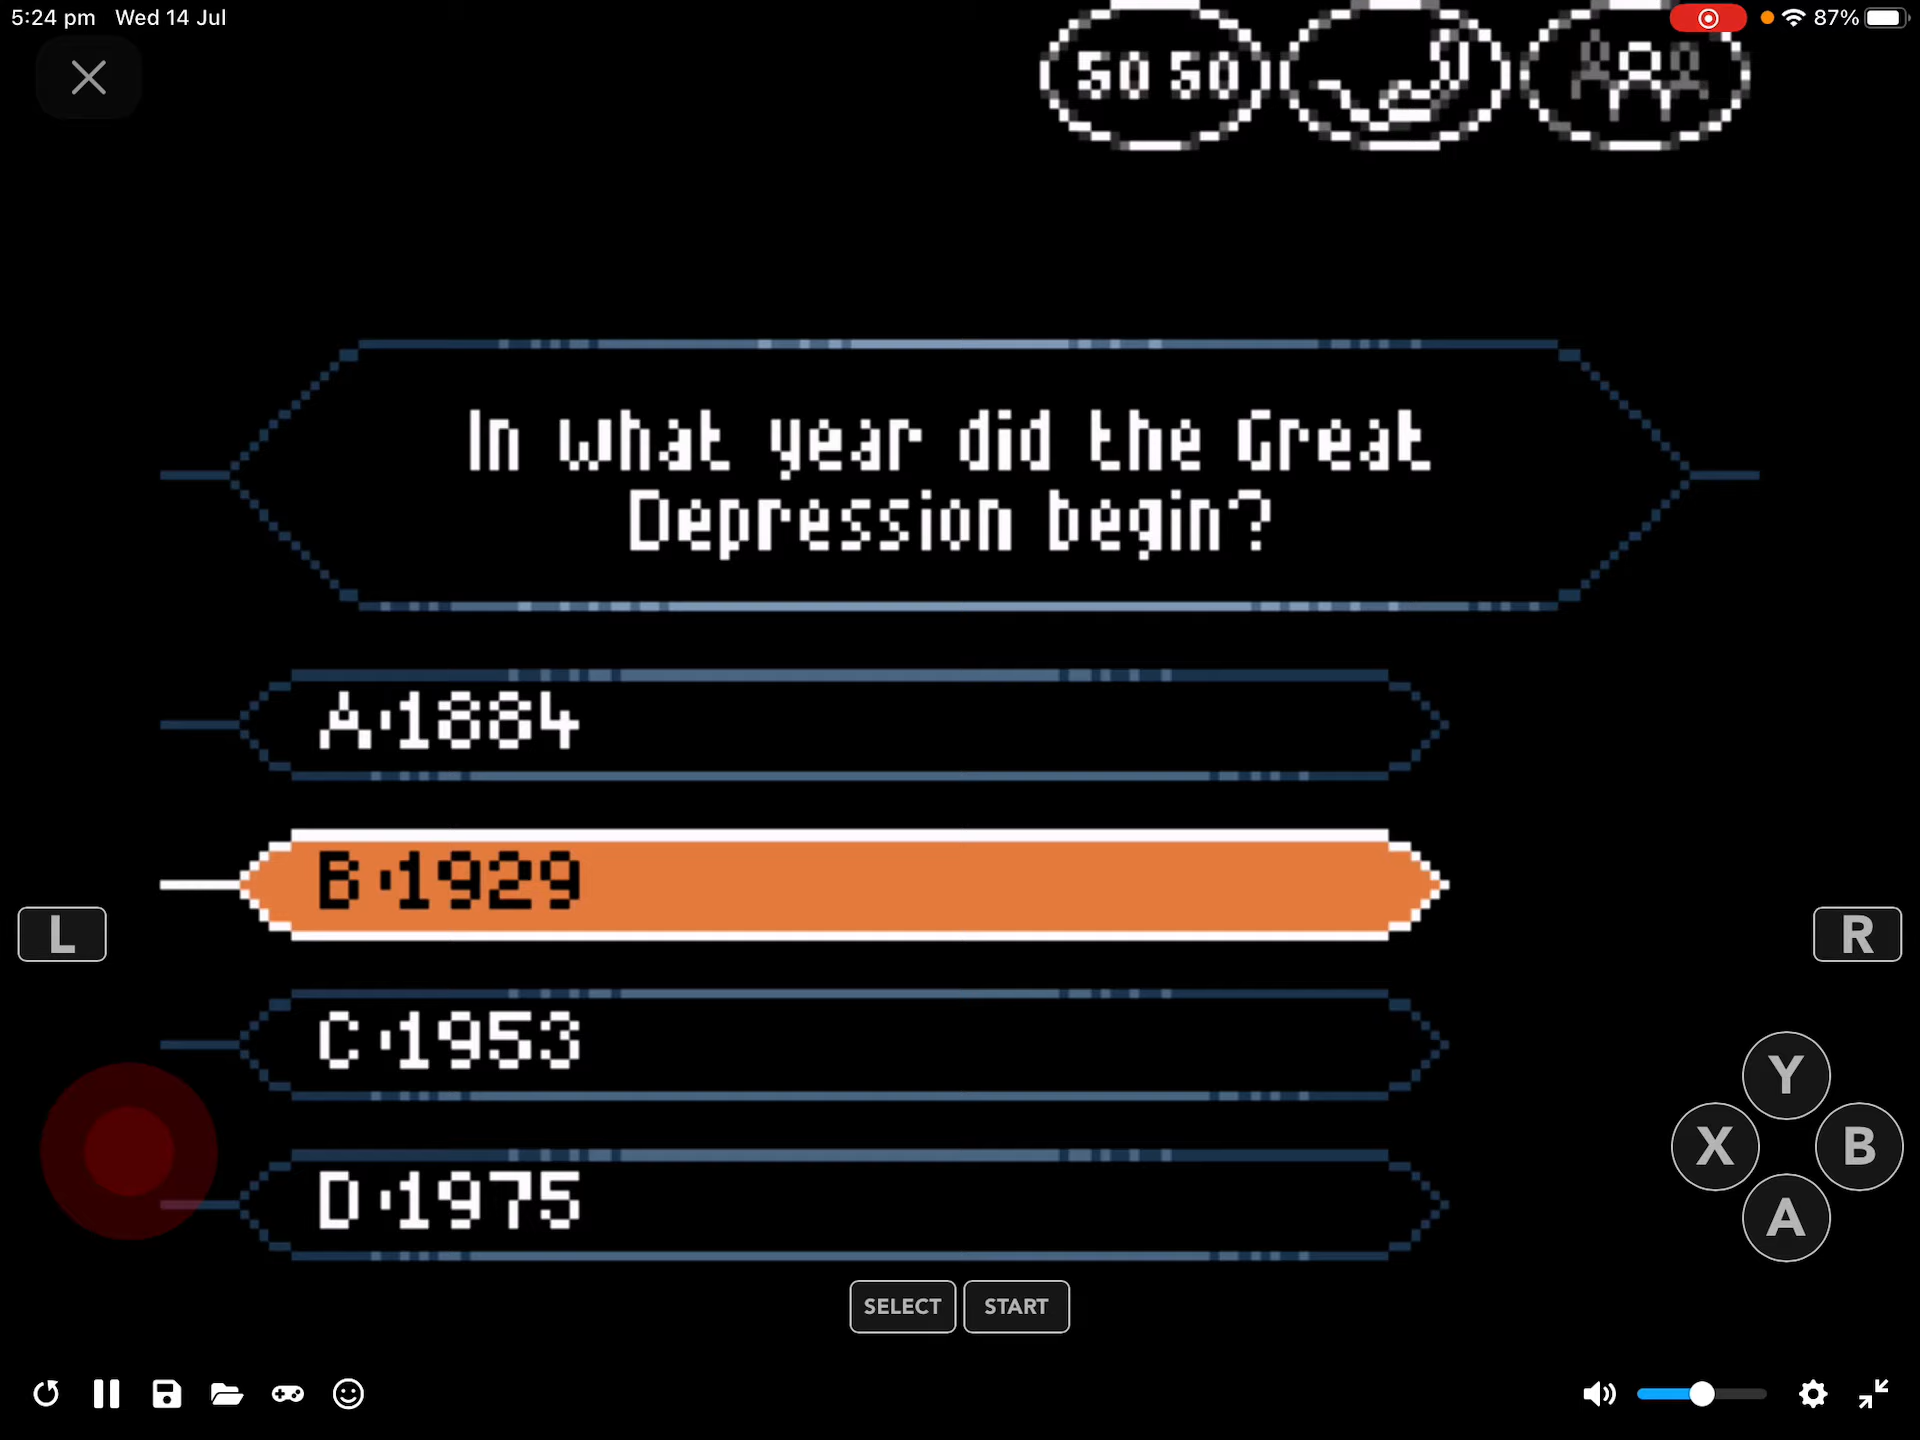 5:24 pm Wed 14 Jul
87%
50 50
In what year did the Great
Depression begin?
A:1884
B:1929
C:1953
D:1975
L
R
Y
X
B
A
SELECT
START